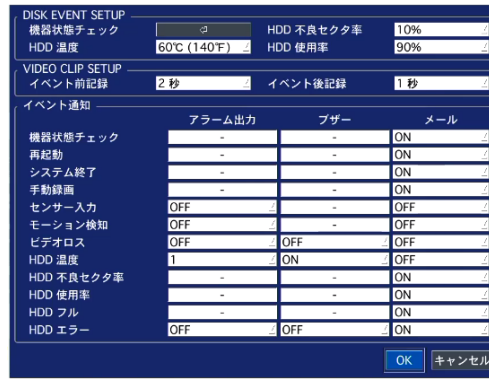 DISK EVENT SETUP
機器状態チェック HDD 不良セクタ率 10%
HDD 温度 60℃ (140℉) HDD 使用率 90%
VIDEO CLIP SETUP
イベント前記録 2 秒 イベント後記録 1 秒
イベント通知
アラーム出力 ブザー メール
機器状態チェック - - ON
再起動 - - ON
システム終了 - - ON
手動録画 - - ON
センサー入力 OFF - OFF
モーション検知 OFF - OFF
ビデオロス OFF OFF OFF
HDD 温度 1 ON OFF
HDD 不良セクタ率 - - ON
HDD 使用率 - - ON
HDD フル - - ON
HDD エラー OFF OFF ON
OK キャンセル